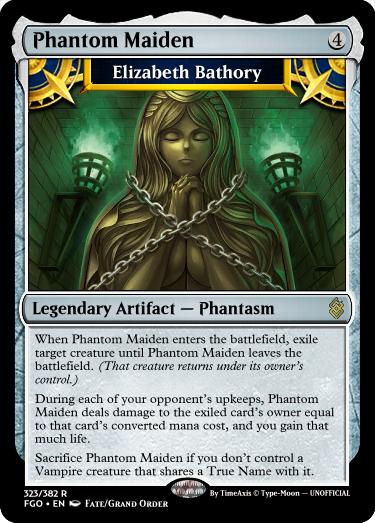 Phantom Maiden 4
Elizabeth Bathory
Legendary Artifact — Phantasm
When Phantom Maiden enters the battlefield, exile
target creature until Phantom Maiden leaves the
battlefield. (That creature returns under its owner's
control.)
During each of your opponent's upkeeps, Phantom
Maiden deals damage to the exiled card's owner equal
to that card's converted mana cost, and you gain that
much life.
Sacrifice Phantom Maiden if you don't control a
Vampire creature that shares a True Name with it.
323/382 R
FGO • EN Fate/Grand Order
By TimeAxis © Type-Moon — UNOFFICIAL